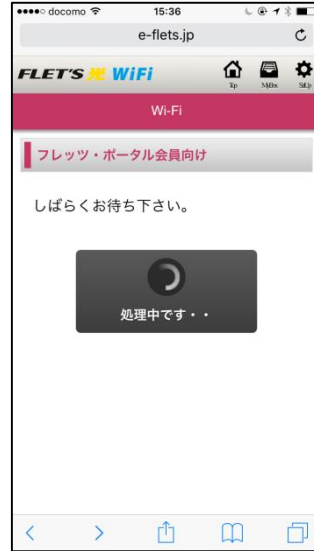 docomo 15:36
e-flets.jp
FLET'S 光 WiFi Top MyBox SetUp
Wi-Fi
フレッツ・ポータル会員向け
しばらくお待ち下さい。
処理中です・・